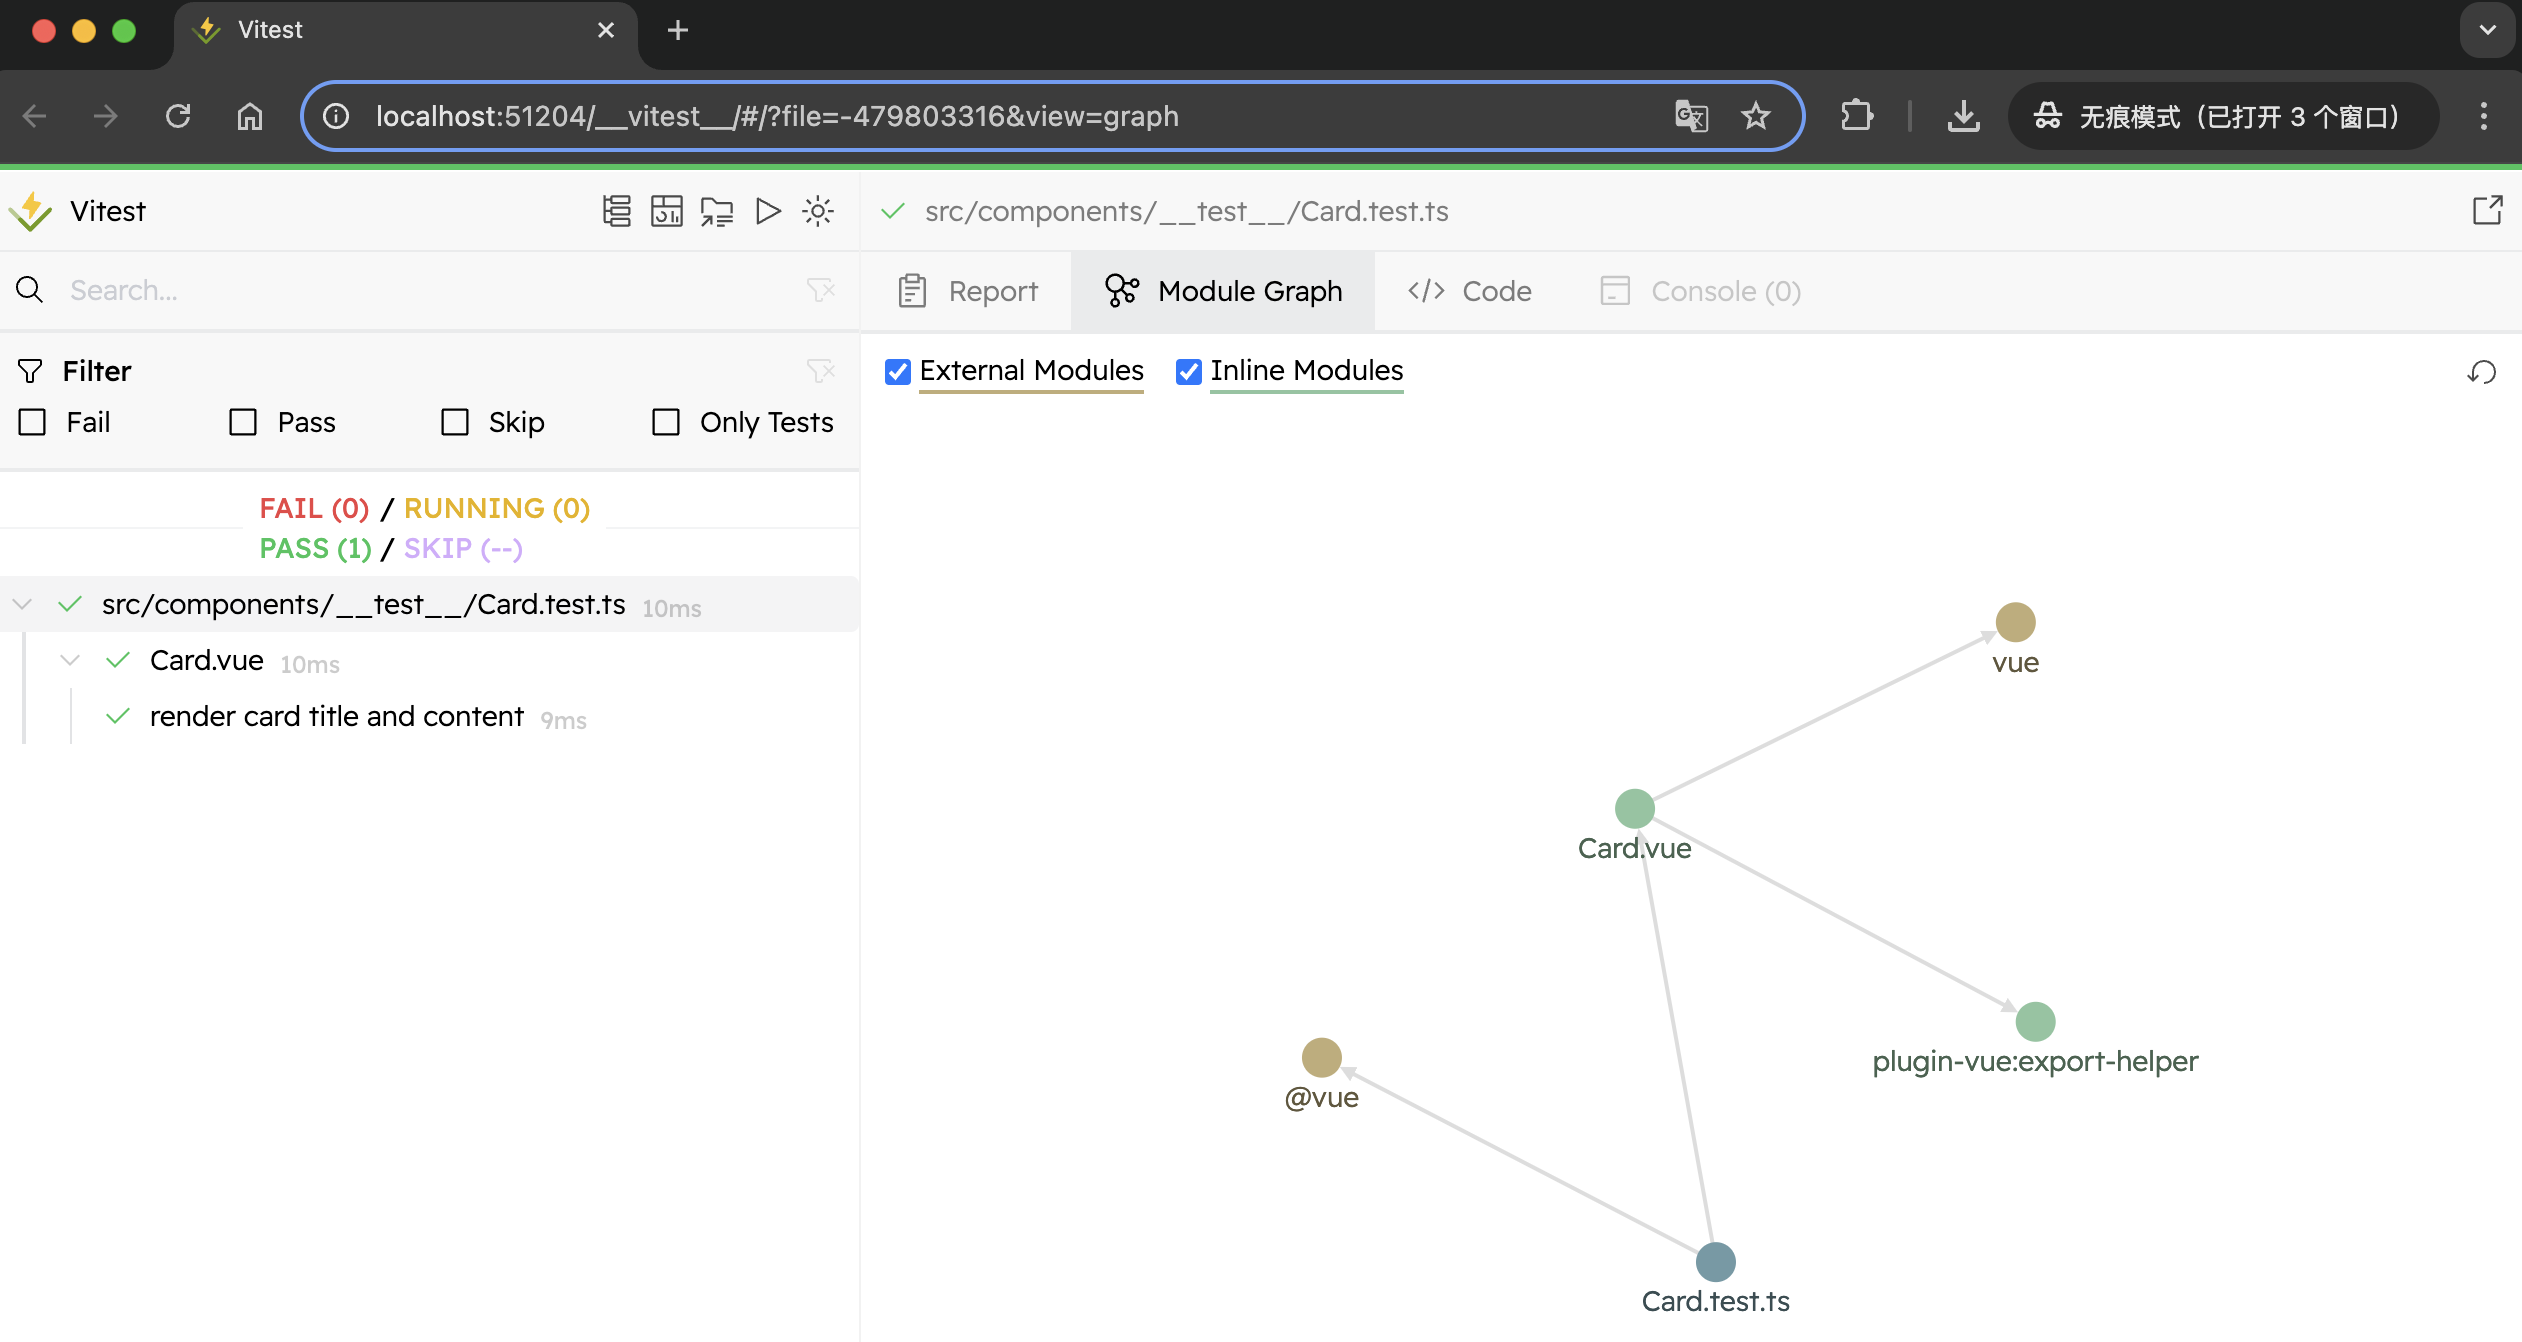 Vitest
localhost:51204/__vitest__/#/?file=-479803316&view=graph
无痕模式（已打开 3 个窗口）
Vitest
src/components/__test__/Card.test.ts
Search...
Report
Module Graph
Code
Console (0)
Filter
External Modules
Inline Modules
Fail
Pass
Skip
Only Tests
FAIL (0) / RUNNING (0)
PASS (1) / SKIP (--)
src/components/__test__/Card.test.ts 10ms
Card.vue 10ms
render card title and content 9ms
vue
Card.vue
plugin-vue:export-helper
@vue
Card.test.ts